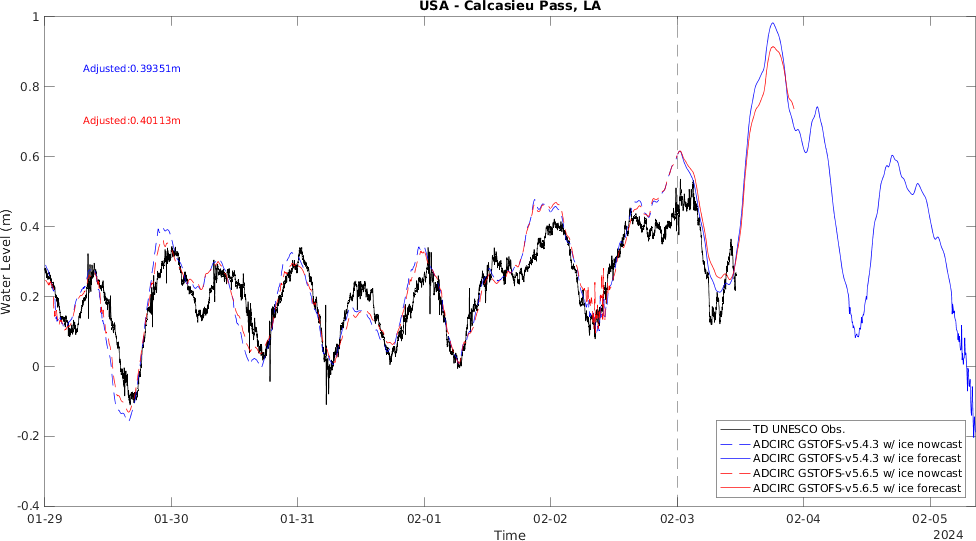 USA - Calcasieu Pass, LA
1
0.8
0.6
0.4
0.2
0
-0.2
-0.4
Water Level (m)
Adjusted:0.39351m
Adjusted:0.40113m
TD UNESCO Obs.
ADCIRC GSTOFS-v5.4.3 w/ ice nowcast
ADCIRC GSTOFS-v5.4.3 w/ ice forecast
ADCIRC GSTOFS-v5.6.5 w/ ice nowcast
ADCIRC GSTOFS-v5.6.5 w/ ice forecast
01-29 01-30 01-31 02-01 02-02 02-03 02-04 02-05
Time
2024